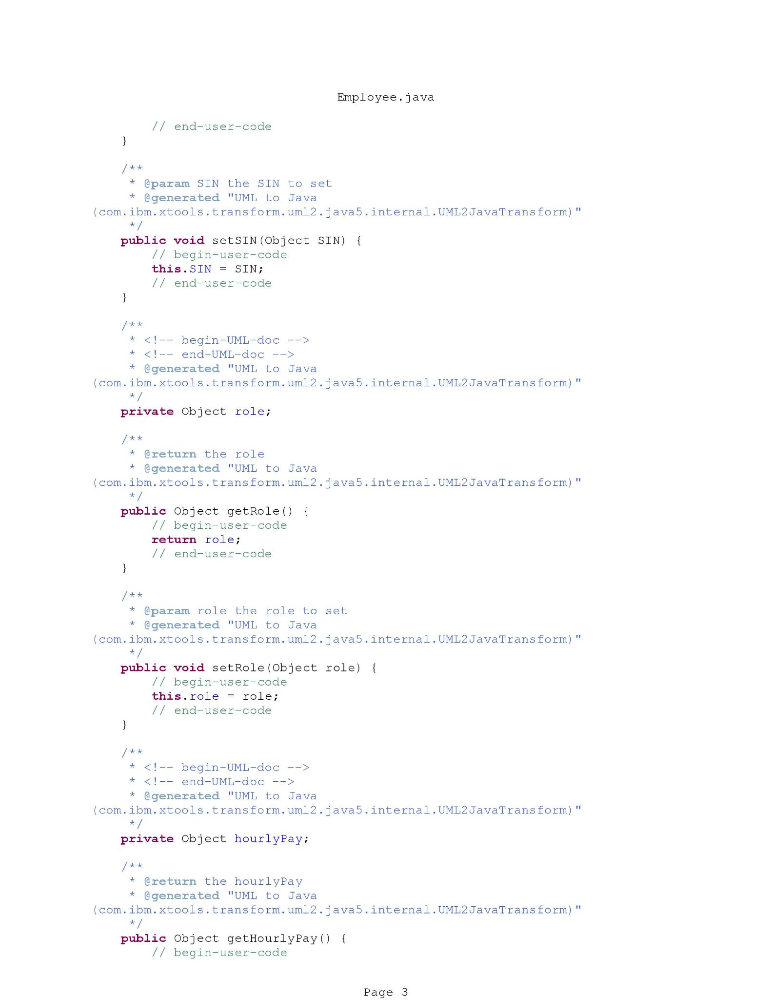 Employee.java
        // end-user-code
    }
    /**
     * @param SIN the SIN to set
     * @generated "UML to Java
(com.ibm.xtools.transform.uml2.java5.internal.UML2JavaTransform)"
     */
    public void setSIN(Object SIN) {
        // begin-user-code
        this.SIN = SIN;
        // end-user-code
    }
    /**
     * <!-- begin-UML-doc -->
     * <!-- end-UML-doc -->
     * @generated "UML to Java
(com.ibm.xtools.transform.uml2.java5.internal.UML2JavaTransform)"
     */
    private Object role;
    /**
     * @return the role
     * @generated "UML to Java
(com.ibm.xtools.transform.uml2.java5.internal.UML2JavaTransform)"
     */
    public Object getRole() {
        // begin-user-code
        return role;
        // end-user-code
    }
    /**
     * @param role the role to set
     * @generated "UML to Java
(com.ibm.xtools.transform.uml2.java5.internal.UML2JavaTransform)"
     */
    public void setRole(Object role) {
        // begin-user-code
        this.role = role;
        // end-user-code
    }
    /**
     * <!-- begin-UML-doc -->
     * <!-- end-UML-doc -->
     * @generated "UML to Java
(com.ibm.xtools.transform.uml2.java5.internal.UML2JavaTransform)"
     */
    private Object hourlyPay;
    /**
     * @return the hourlyPay
     * @generated "UML to Java
(com.ibm.xtools.transform.uml2.java5.internal.UML2JavaTransform)"
     */
    public Object getHourlyPay() {
        // begin-user-code
Page 3